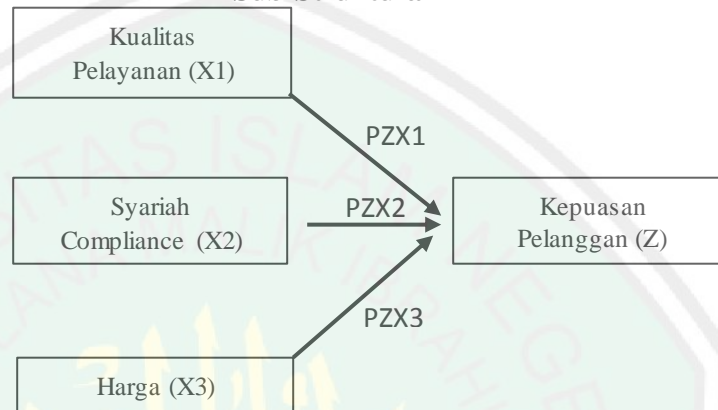 Kualitas
Pelayanan (X1)
PZX1
Syariah
Compliance (X2)
PZX2
Kepuasan
Pelanggan (Z)
PZX3
Harga (X3)